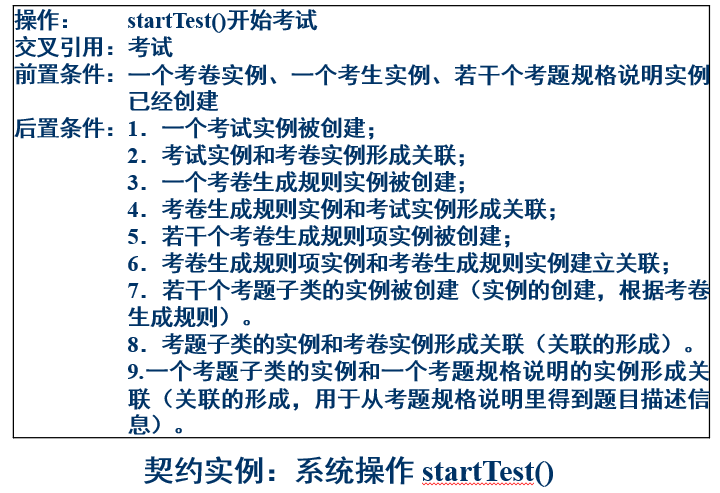 操作： startTest()开始考试
交叉引用：考试
前置条件：一个考卷实例、一个考生实例、若干个考题规格说明实例
已经创建
后置条件：1．一个考试实例被创建；
2．考试实例和考卷实例形成关联；
3．一个考卷生成规则实例被创建；
4．考卷生成规则实例和考试实例形成关联；
5．若干个考卷生成规则项实例被创建；
6．考卷生成规则项实例和考卷生成规则实例建立关联；
7．若干个考题子类的实例被创建（实例的创建，根据考卷
生成规则）。
8．考题子类的实例和考卷实例形成关联（关联的形成）。
9.一个考题子类的实例和一个考题规格说明的实例形成关
联（关联的形成，用于从考题规格说明里得到题目描述信
息）。
契约实例：系统操作 startTest()